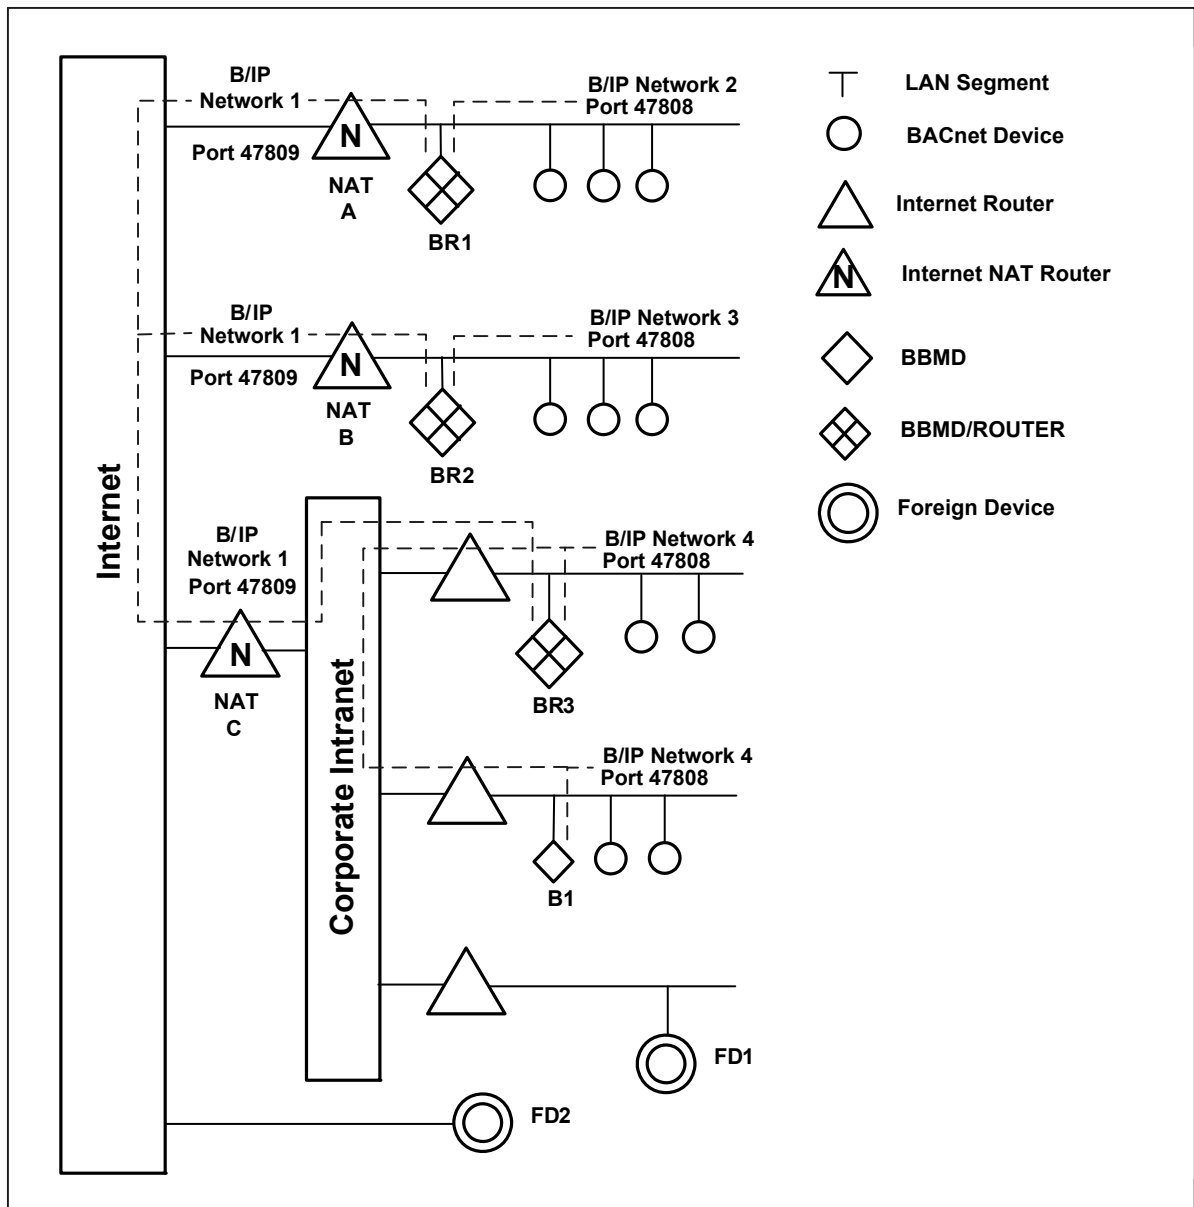 B/IP
Network 1
Port 47809
N
NAT
A
B/IP Network 2
Port 47808
BR1
B/IP
Network 1
Port 47809
N
NAT
B
B/IP Network 3
Port 47808
BR2
Internet
B/IP
Network 1
Port 47809
N
NAT
C
Corporate Intranet
B/IP Network 4
Port 47808
BR3
B/IP Network 4
Port 47808
B1
FD1
FD2
LAN Segment
BACnet Device
Internet Router
N
Internet NAT Router
BBMD
BBMD/ROUTER
Foreign Device